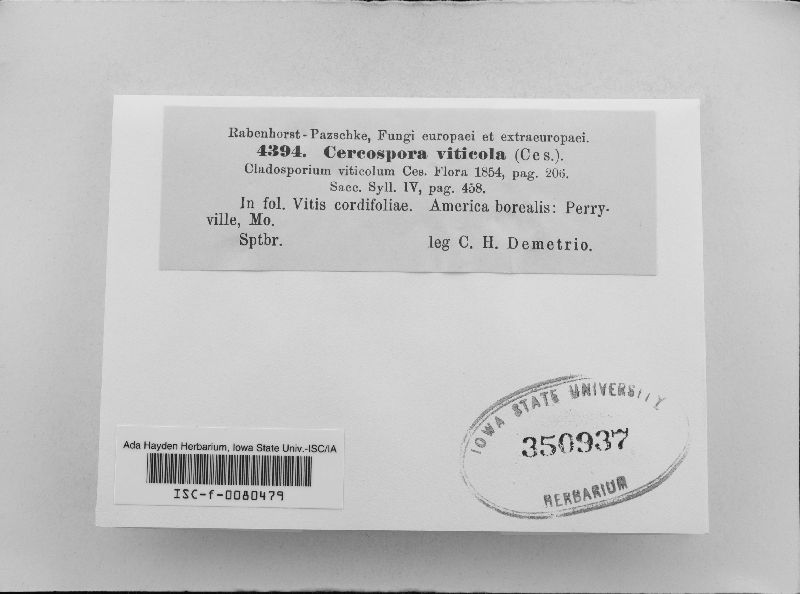 Rabenhorst-Pazschke, Fungi europaei et extraeuropaei.
4394. Cercospora viticola (Ces.).
Cladosporium viticolum Ces. Flora 1854, pag. 206.
Sacc. Syll. IV, pag. 458.
In fol. Vitis cordifoliae. America borealis: Perry-
ville, Mo.
Sptbr. leg C. H. Demetrio.
IOWA STATE UNIVERSITY
350937
HERBARIUM
Ada Hayden Herbarium, Iowa State Univ.-ISC/IA
ISC-f-0080479